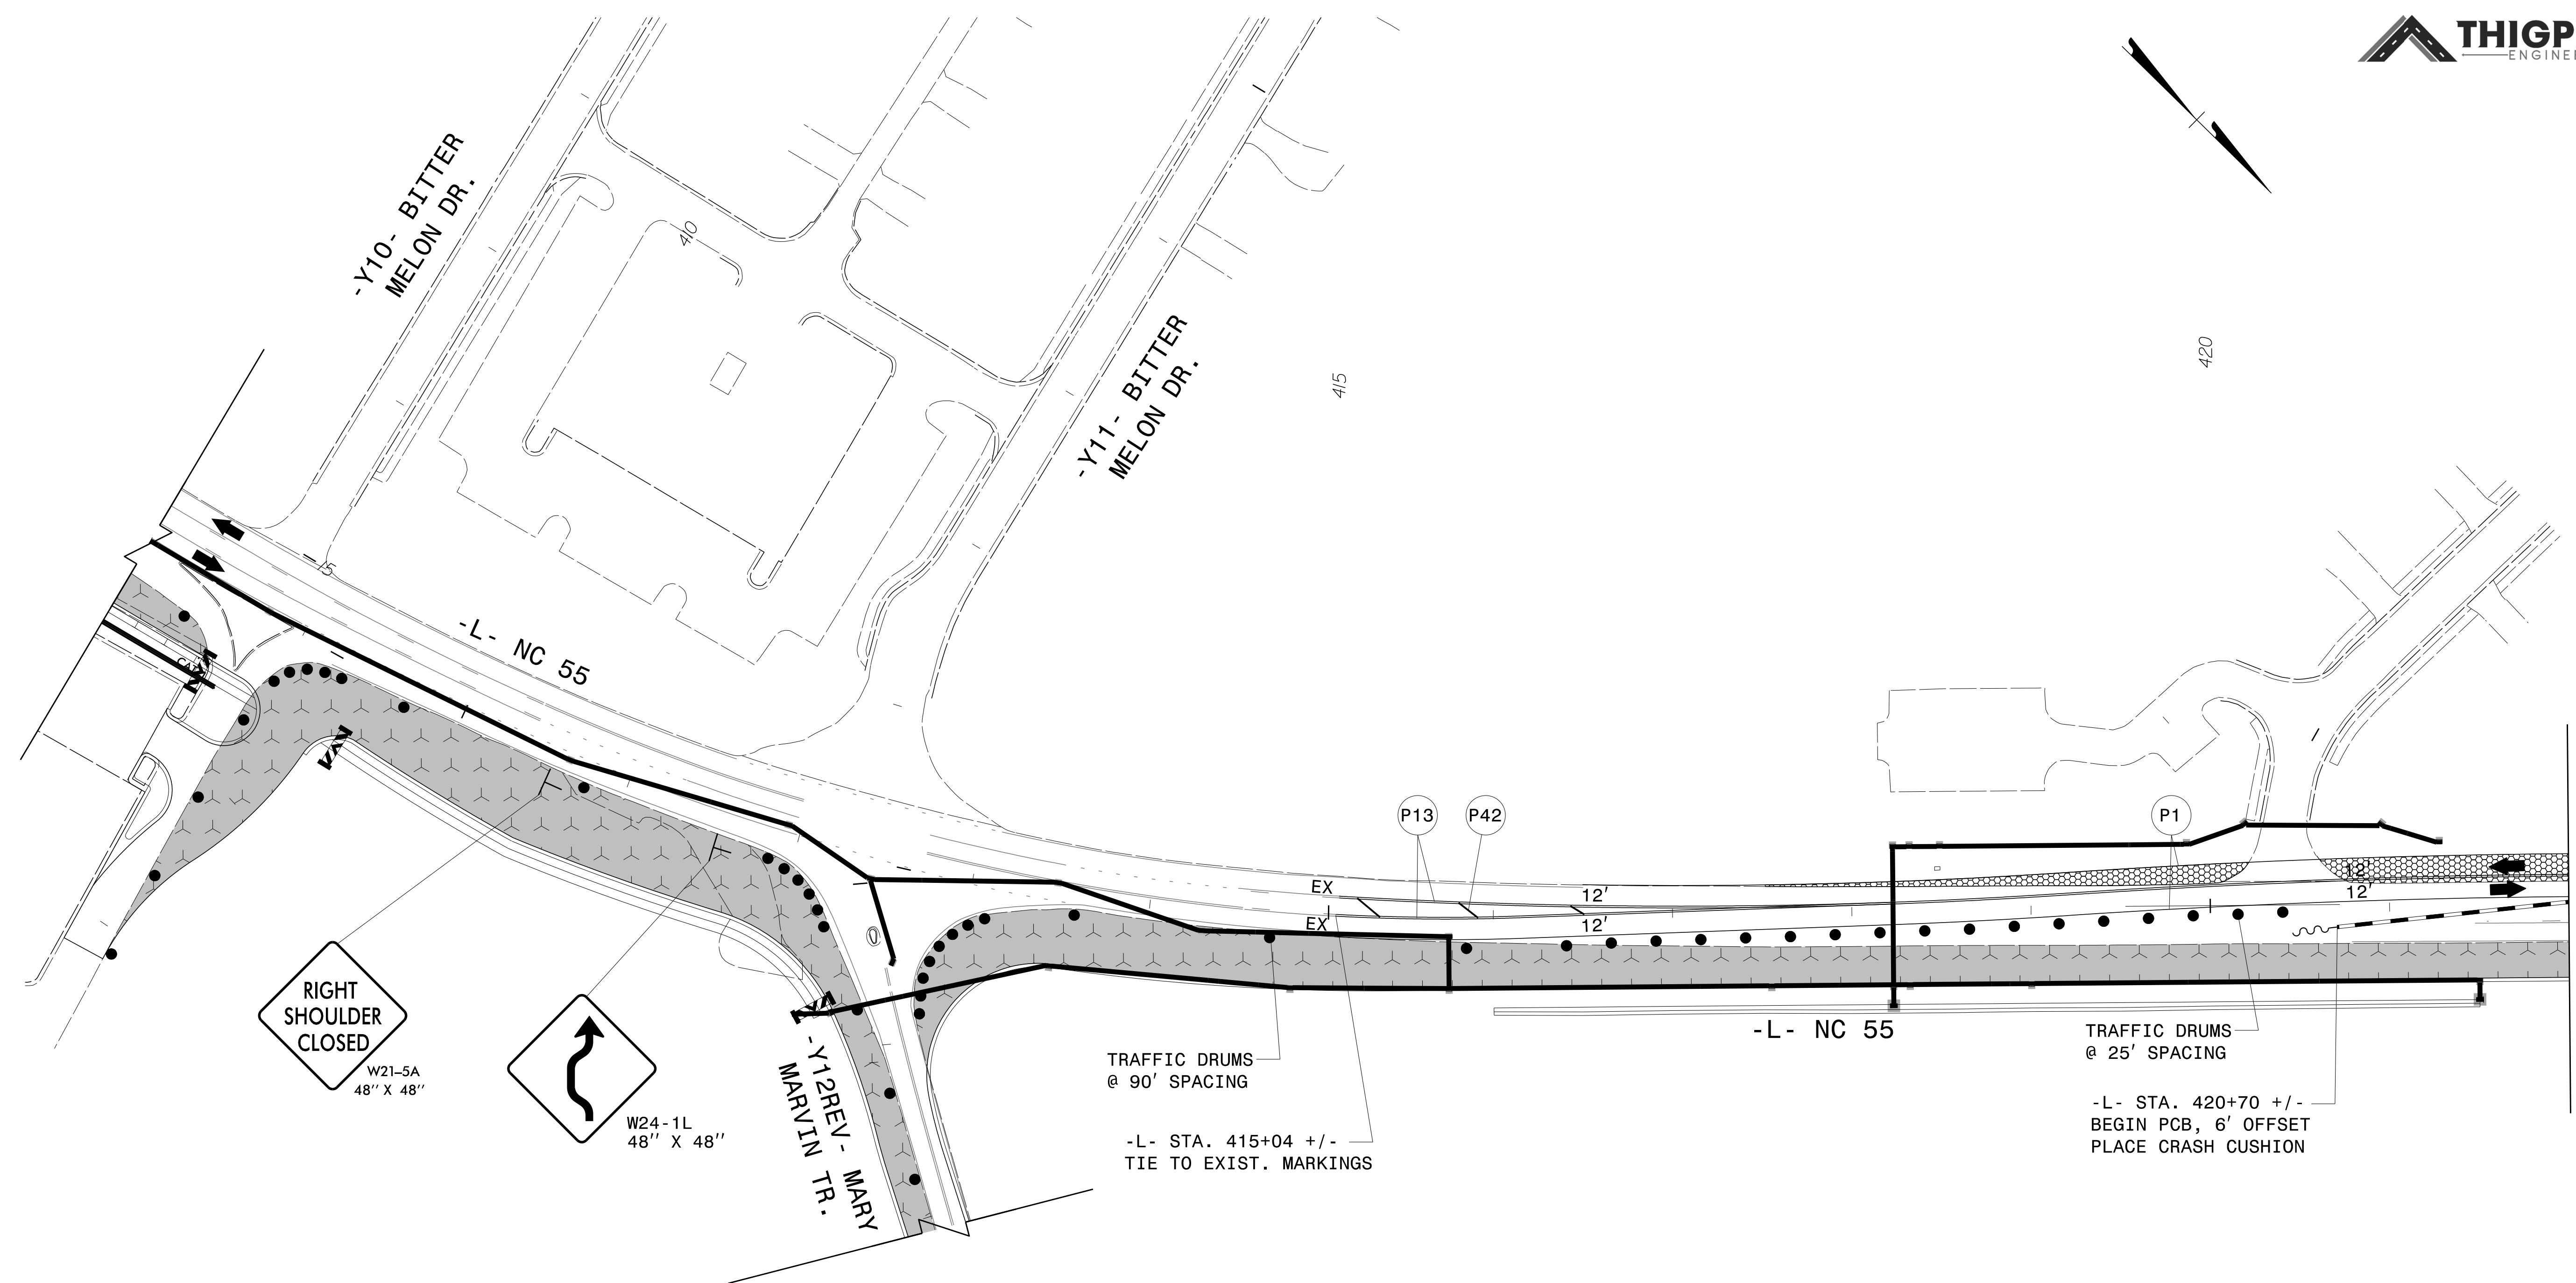 THIGP
ENGINE
-Y10- BITTER
MELON DR.
410
-Y11- BITTER
MELON DR.
415
420
5
-L- NC 55
P13
P42
P1
EX
12'
12'
EX
12'
12'
RIGHT
SHOULDER
CLOSED
W21-5A
48" X 48"
W24-1L
48" X 48"
-Y12REV- MARY
MARVIN TR.
TRAFFIC DRUMS
@ 90' SPACING
-L- STA. 415+04 +/-
TIE TO EXIST. MARKINGS
-L- NC 55
TRAFFIC DRUMS
@ 25' SPACING
-L- STA. 420+70 +/-
BEGIN PCB, 6' OFFSET
PLACE CRASH CUSHION